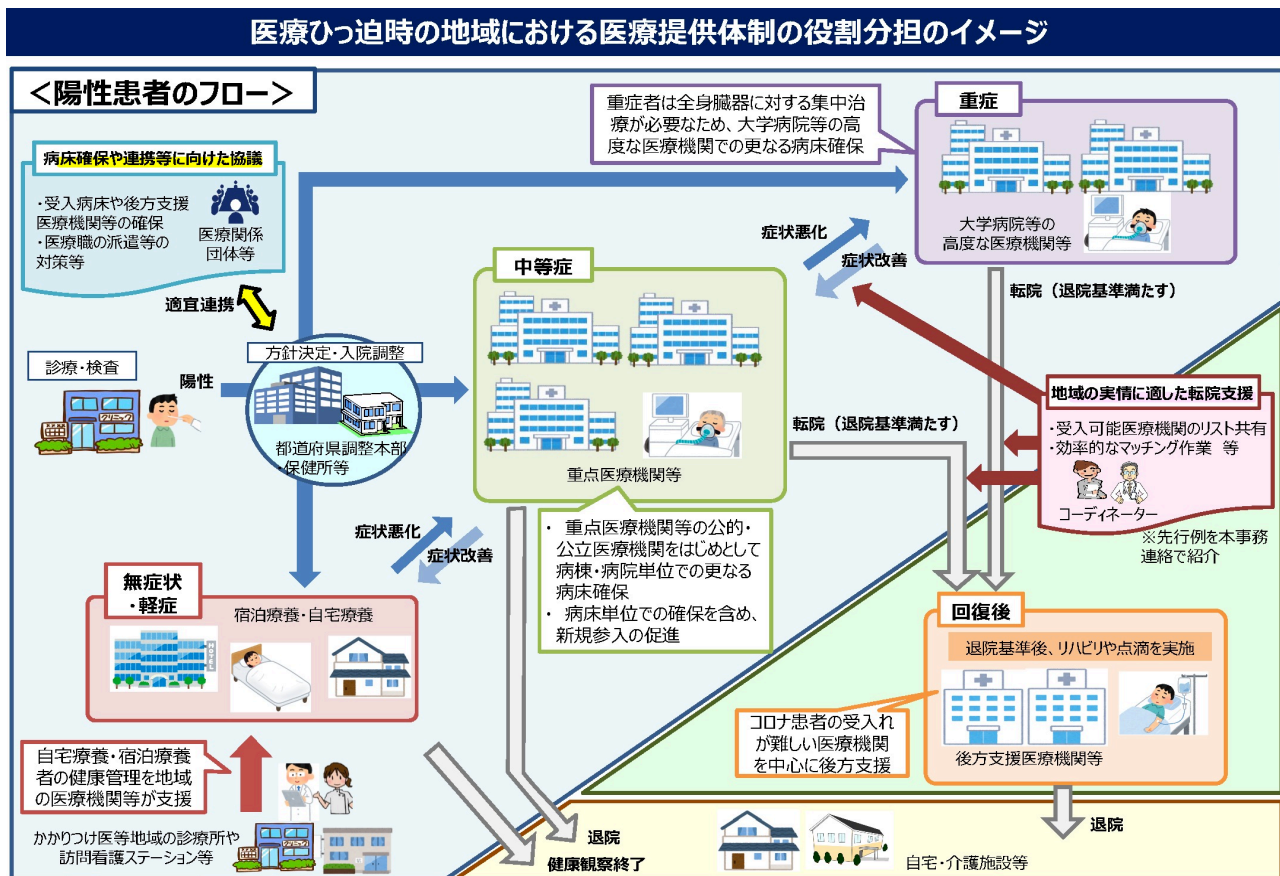 医療ひっ迫時の地域における医療提供体制の役割分担のイメージ
＜陽性患者のフロー＞
病床確保や連携等に向けた協議
・受入病床や後方支援
医療機関等の確保
・医療職の派遣等の
対策等
医療関係
団体等
適宜連携
診療・検査
クリニック
陽性
方針決定・入院調整
都道府県調整本部
・保健所等
重症者は全身臓器に対する集中治
療が必要なため、大学病院等の高
度な医療機関での更なる病床確保
重症
大学病院等の
高度な医療機関等
症状悪化
症状改善
中等症
重点医療機関等
・ 重点医療機関等の公的・
公立医療機関をはじめとして
病棟・病院単位での更なる
病床確保
・ 病床単位での確保を含め、
新規参入の促進
転院（退院基準満たす）
転院（退院基準満たす）
地域の実情に適した転院支援
・受入可能医療機関のリスト共有
・効率的なマッチング作業 等
コーディネーター
※先行例を本事務
連絡で紹介
症状悪化
症状改善
無症状
・軽症
宿泊療養・自宅療養
HOTEL
自宅療養・宿泊療養
者の健康管理を地域
の医療機関等が支援
かかりつけ医等地域の診療所や
訪問看護ステーション等
クリニック
回復後
退院基準後、リハビリや点滴を実施
後方支援医療機関等
コロナ患者の受入れ
が難しい医療機関
を中心に後方支援
退院
健康観察終了
退院
自宅・介護施設等